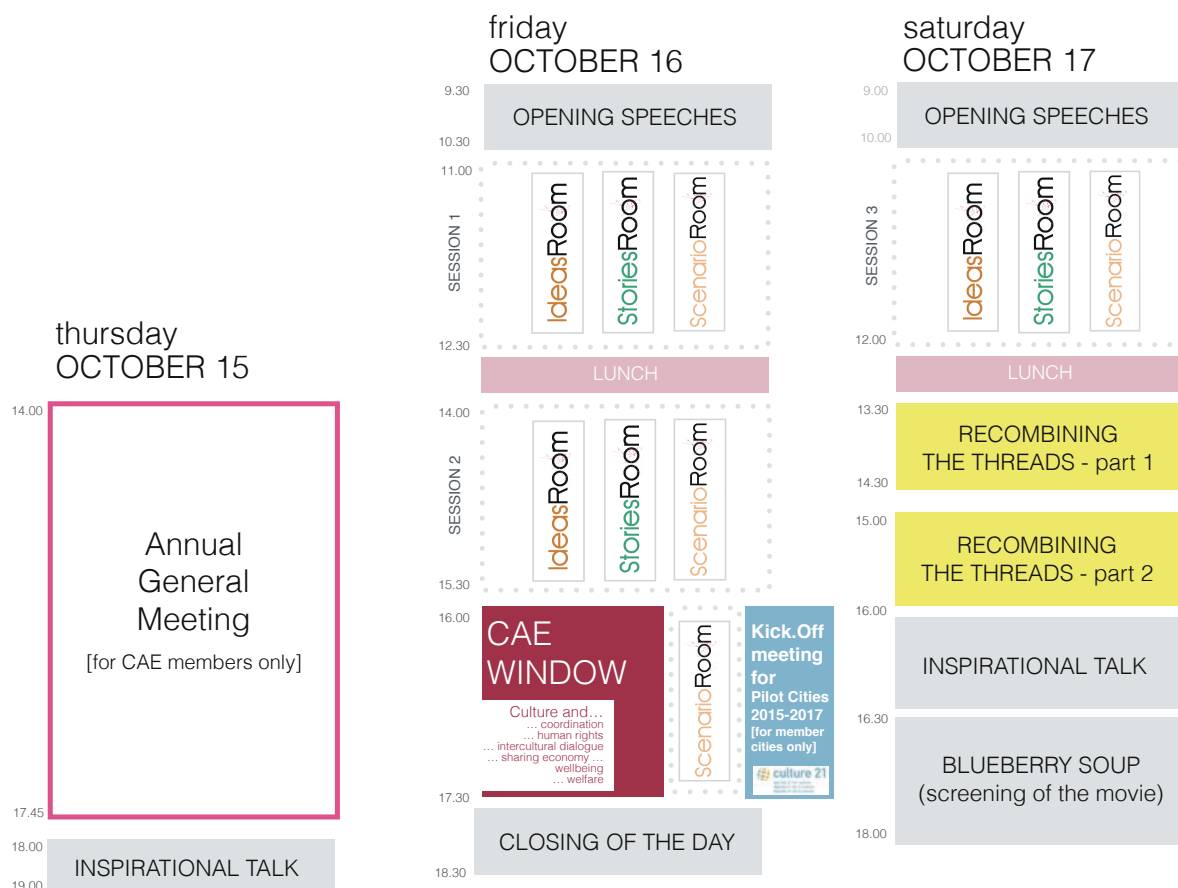 thursday
OCTOBER 15
14.00
Annual
General
Meeting
[for CAE members only]
17.45
18.00
INSPIRATIONAL TALK
19.00
friday
OCTOBER 16
9.30
OPENING SPEECHES
10.30
11.00
SESSION 1
IdeasRoom
StoriesRoom
ScenarioRoom
12.30
LUNCH
14.00
SESSION 2
IdeasRoom
StoriesRoom
ScenarioRoom
15.30
16.00
CAE
WINDOW
Culture and...
... coordination
... human rights
... intercultural dialogue
... sharing economy ...
wellbeing
... welfare
ScenarioRoom
Kick.Off
meeting
for
Pilot Cities
2015-2017
[for member
cities only]
culture 21
17.30
CLOSING OF THE DAY
18.30
saturday
OCTOBER 17
9.00
OPENING SPEECHES
10.00
SESSION 3
IdeasRoom
StoriesRoom
ScenarioRoom
12.00
LUNCH
13.30
RECOMBINING
THE THREADS - part 1
14.30
15.00
RECOMBINING
THE THREADS - part 2
16.00
INSPIRATIONAL TALK
16.30
BLUEBERRY SOUP
(screening of the movie)
18.00